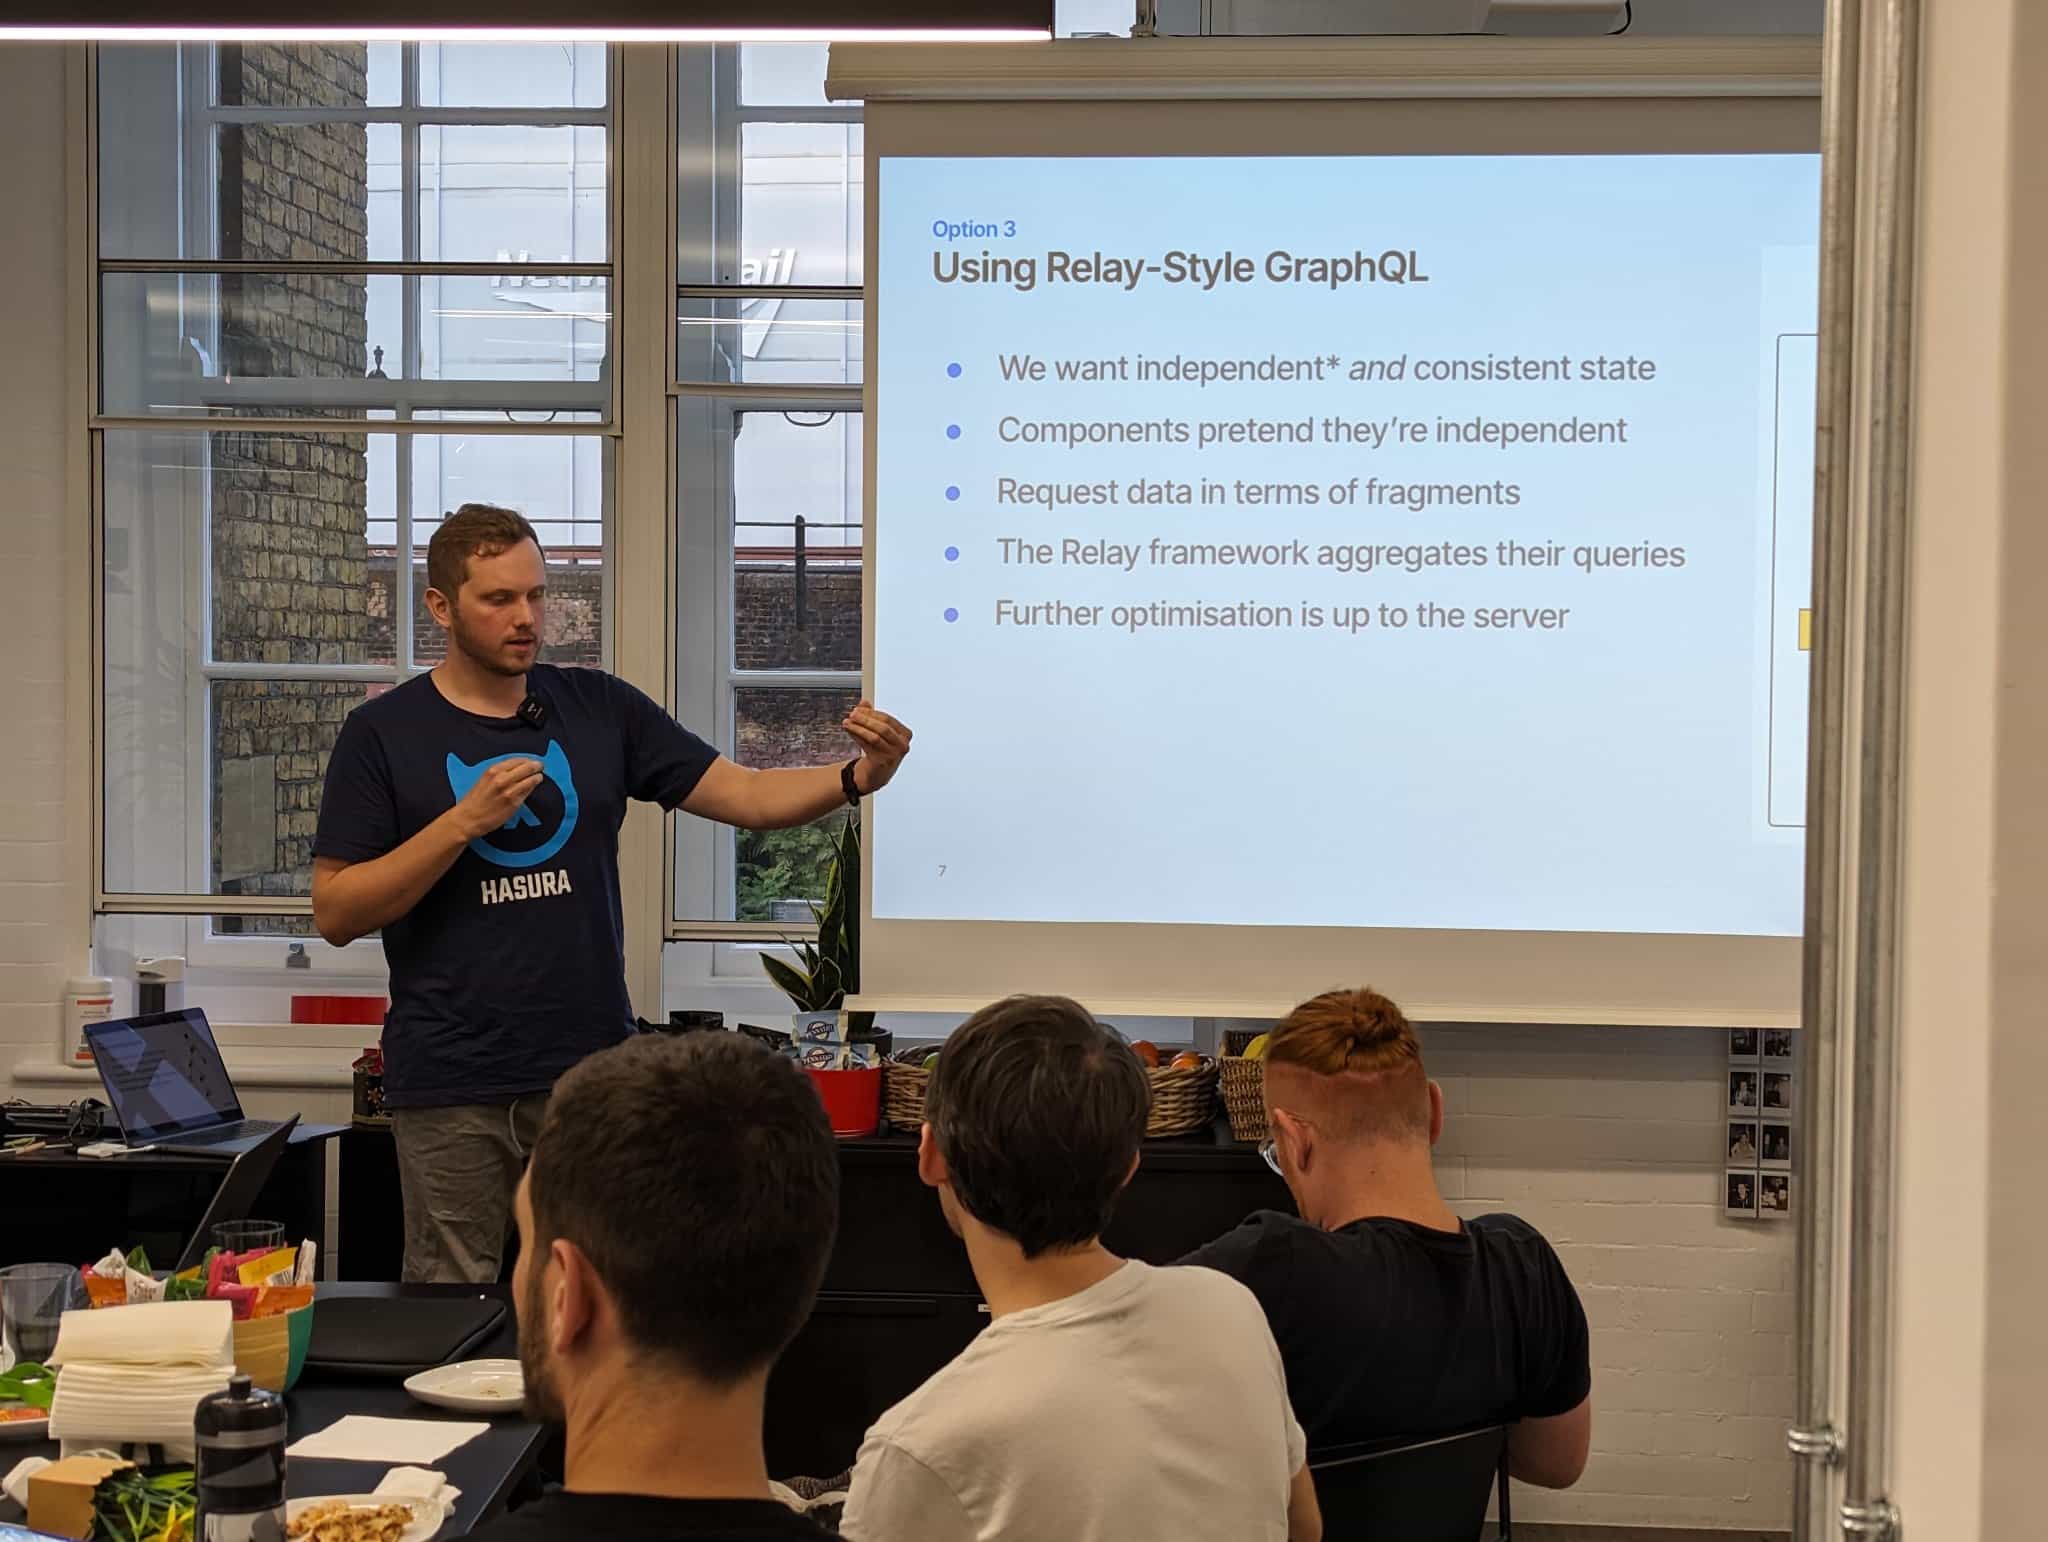 Option 3
Using Relay-Style GraphQL
• We want independent* and consistent state
• Components pretend they're independent
• Request data in terms of fragments
• The Relay framework aggregates their queries
• Further optimisation is up to the server
7
HASURA